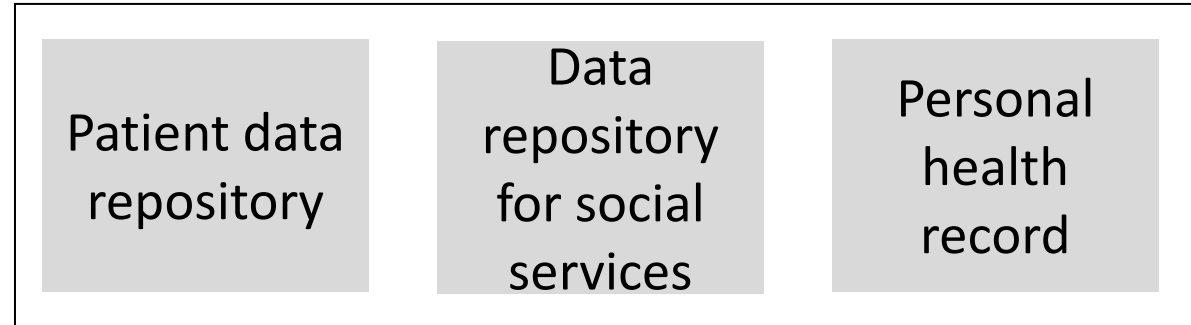 Patient data
repository
Data
repository
for social
services
Personal
health
record